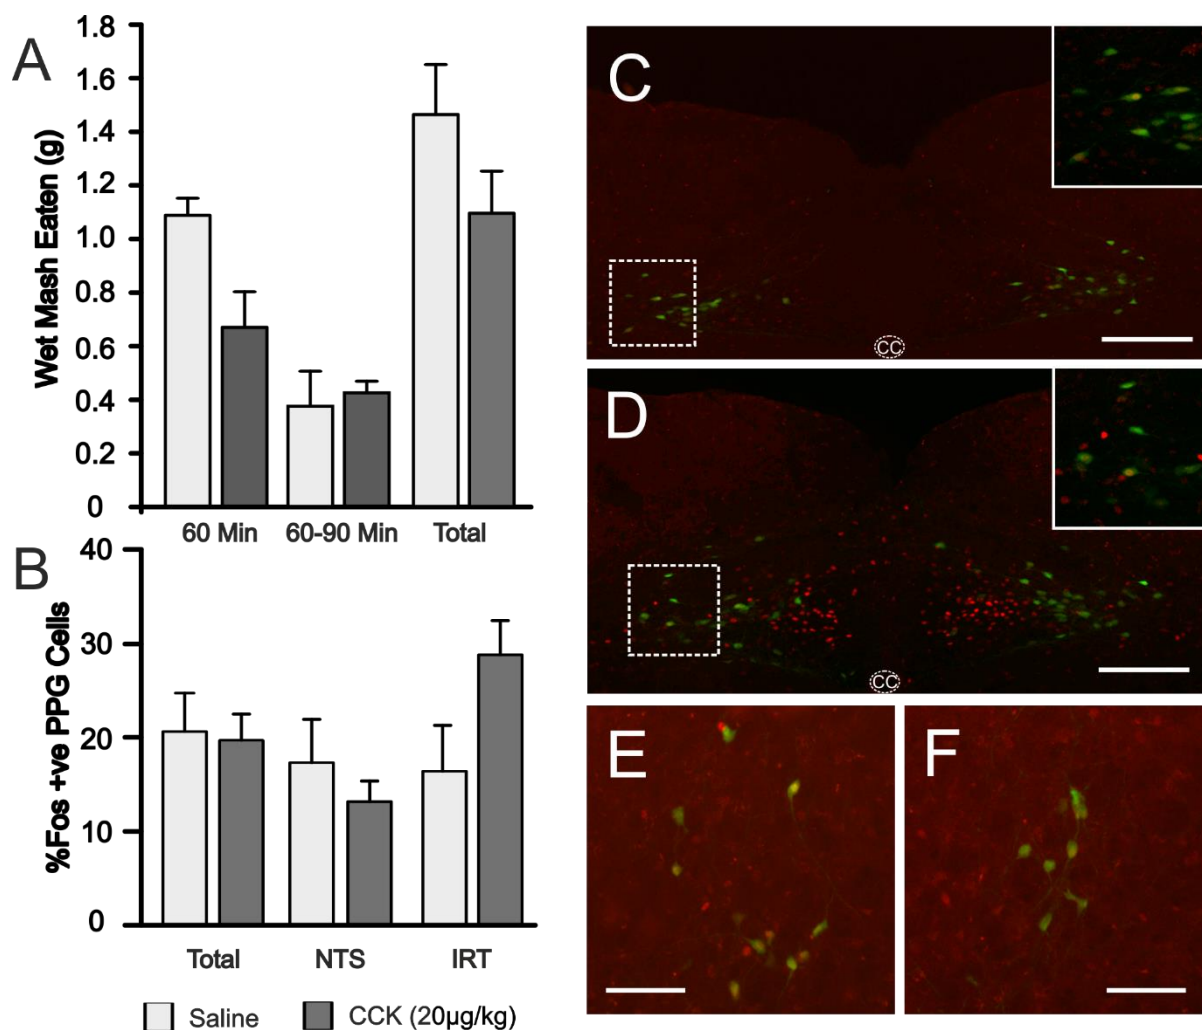 A
Wet Mash Eaten (g)
1.8
1.6
1.4
1.2
1.0
0.8
0.6
0.4
0.2
0
60 Min 60-90 Min Total
B
%Fos +ve PPG Cells
40
30
20
10
0
Total NTS IRT
Saline CCK (20µg/kg)
C
CC
D
CC
E
F